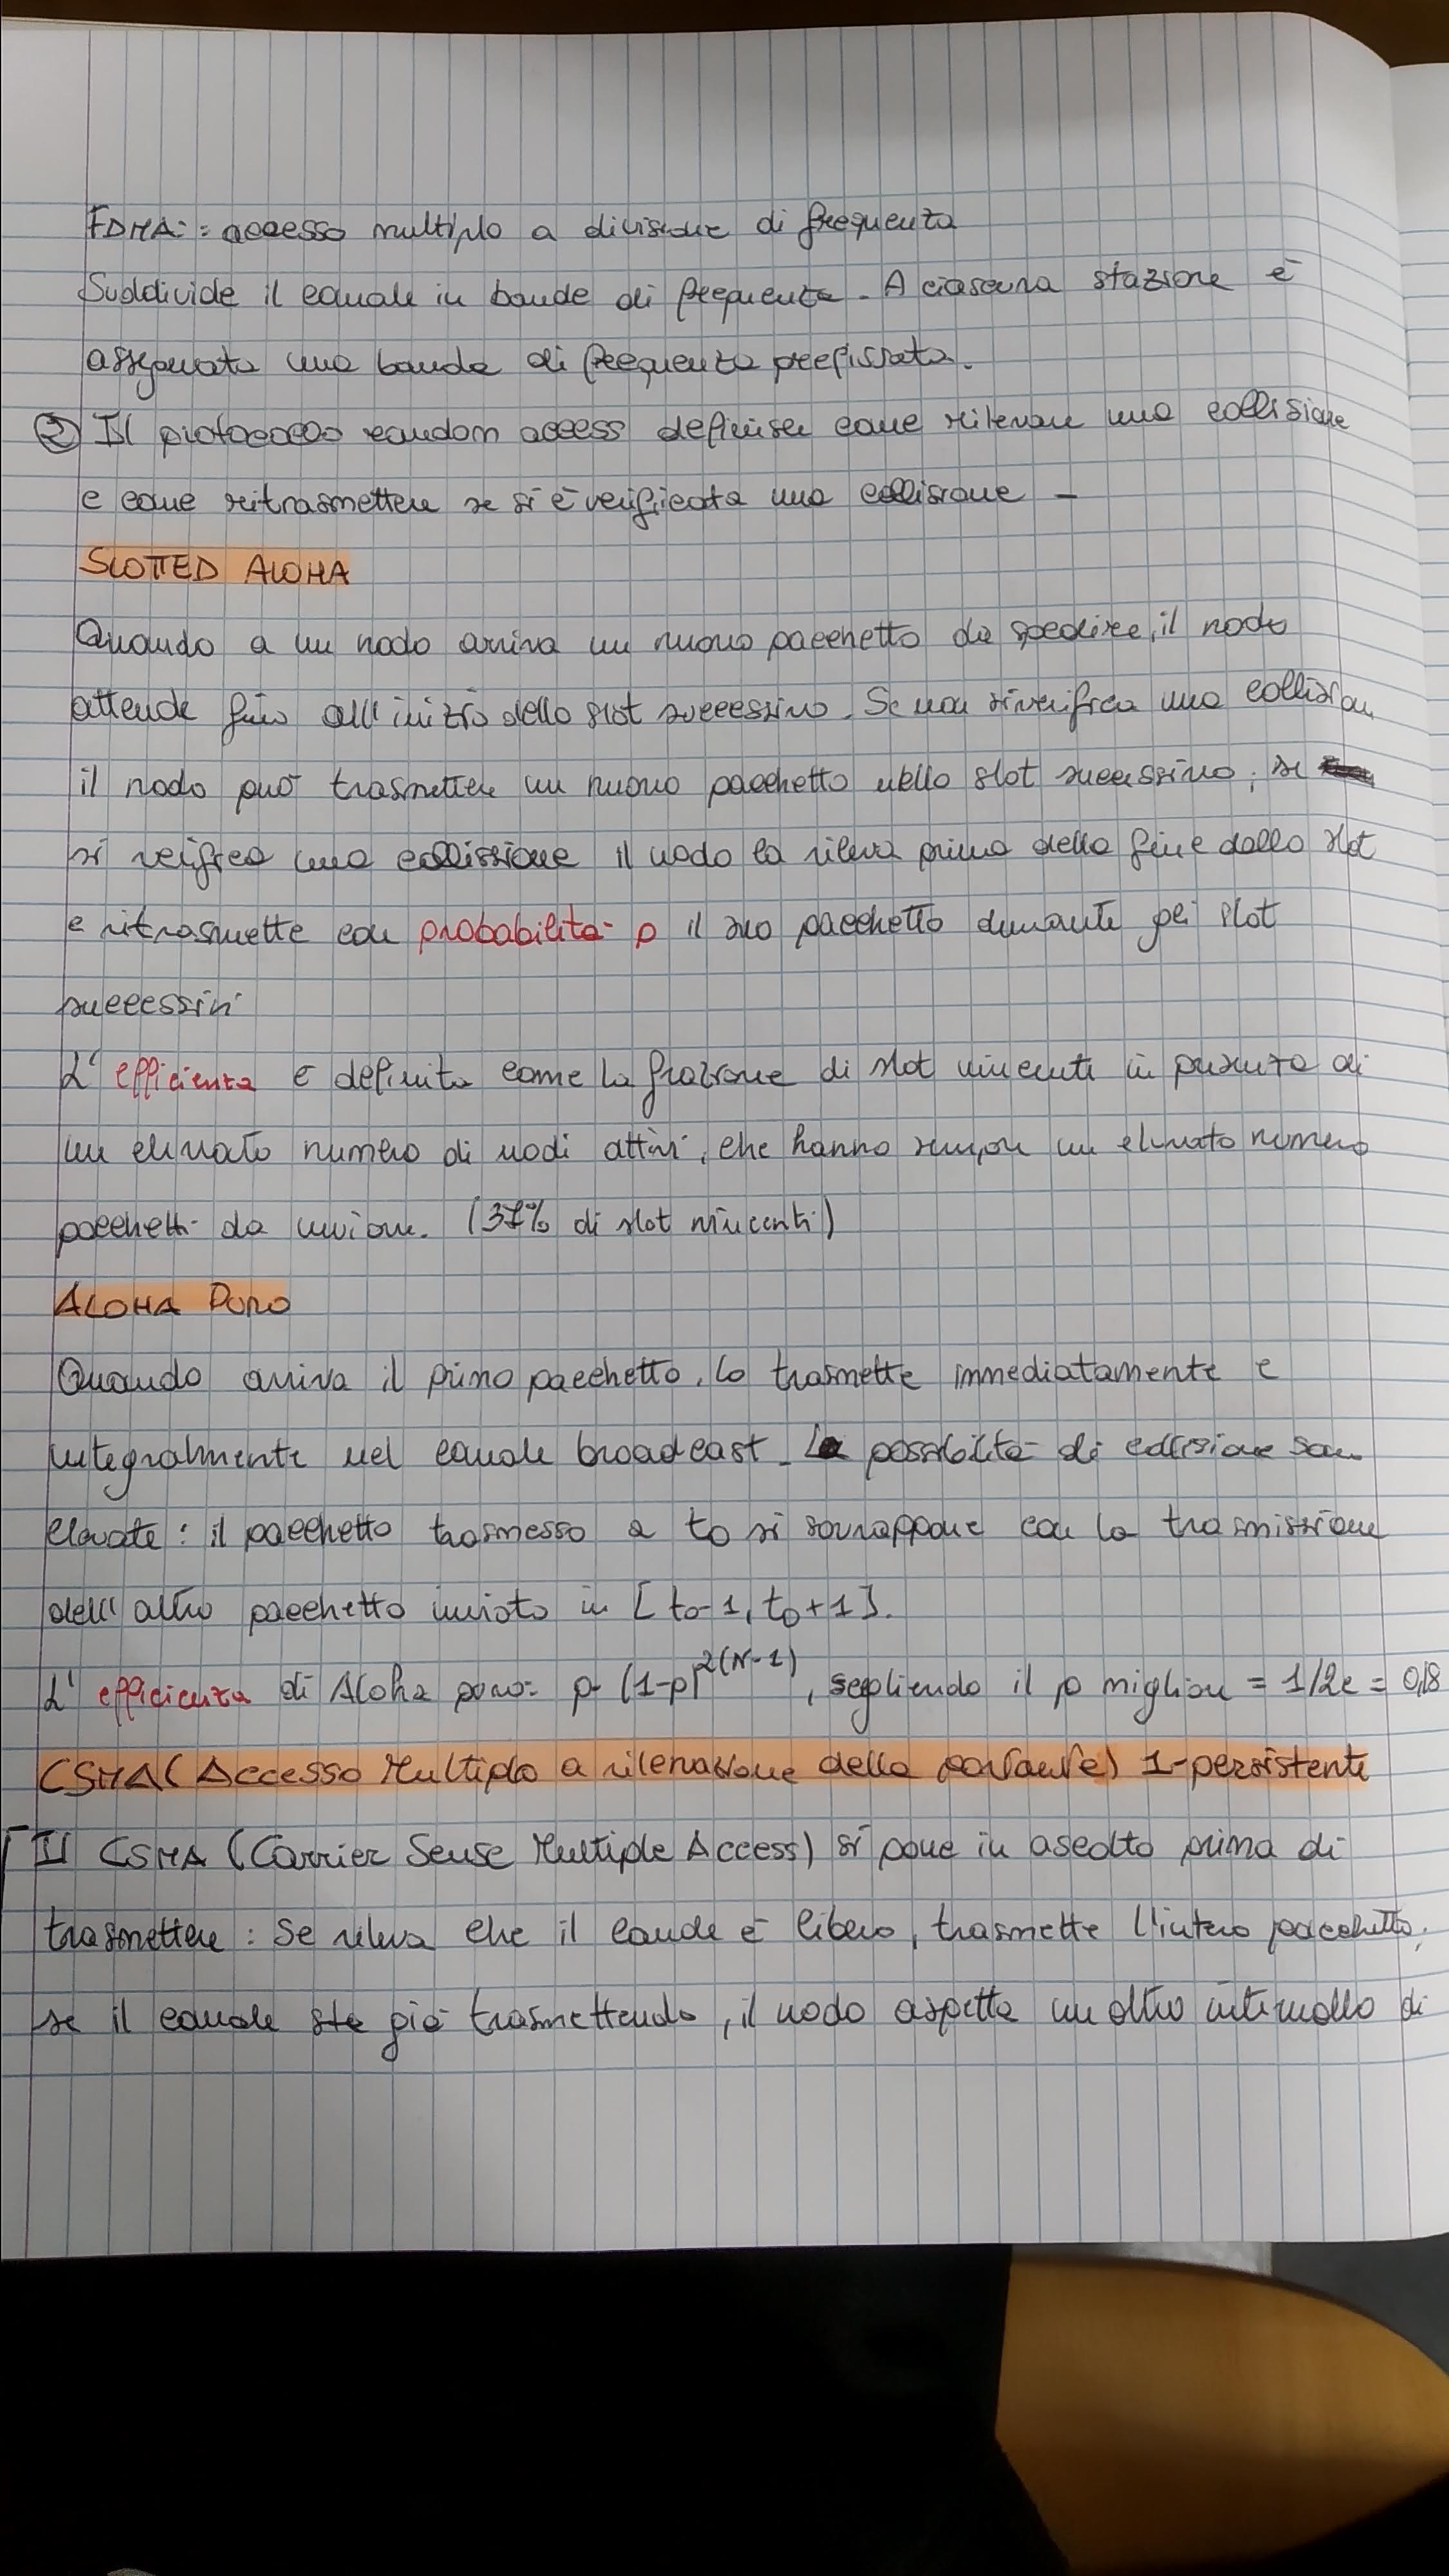 FDMA: accesso multiplo a divisione di frequenza
Suddivide il canale in bande di frequenza. A ciascuna stazione è
assegnata una banda di frequenza prefissata.
② Il protocollo random access definisce come rilevare una collisione
e come ritrasmettere se si è verificata una collisione -
SLOTTED ALOHA
Quando a un nodo arriva un nuovo pacchetto da spedire, il nodo
attende fino all'inizio dello slot successivo. Se non si verifica una collisione,
il nodo può trasmettere un nuovo pacchetto nello slot successivo; se
si verifica una collissione il nodo la rileva prima della fine dello slot
e ritrasmette con probabilità p il suo pacchetto durante gli slot
successivi
L'efficienza è definita come la frazione di slot vincenti in presenza di
un elevato numero di nodi attivi, che hanno sempre un elevato numero
pacchetti da inviare. (37% di slot vincenti)
ALOHA PURO
Quando arriva il primo pacchetto, lo trasmette immediatamente e
integralmente nel canale broadcast. La possibilità di collisione sono
elevate: il pacchetto trasmesso a t0 si sovrappone con la trasmissione
dell'altro pacchetto inviato in [t0-1, t0+1].
L'efficienza di Aloha puro: p (1-p)^2(N-1), scegliendo il p migliore = 1/2e = 0,18
CSMA (Accesso Multiplo a rilevazione della portante) 1-persistente
Il CSMA (Carrier Sense Multiple Access) si pone in ascolto prima di
trasmettere: Se rileva che il canale è libero, trasmette l'intero pacchetto;
se il canale sta già trasmettendo, il nodo aspetta un altro intervallo di